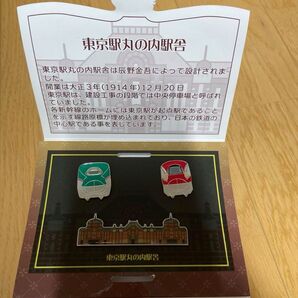 東京駅丸の内駅舎
東京駅丸の内駅舎は辰野金吾によって設計されました。
開業は大正3年(1914年)12月20日
東京駅は、建設工事の段階では中央停車場と呼ばれていました。
各新幹線のホームには東京駅が起点駅であることを示す線路原標が埋め込まれており、日本の鉄道の中心駅である事を表しています。
東京駅丸の内駅舎